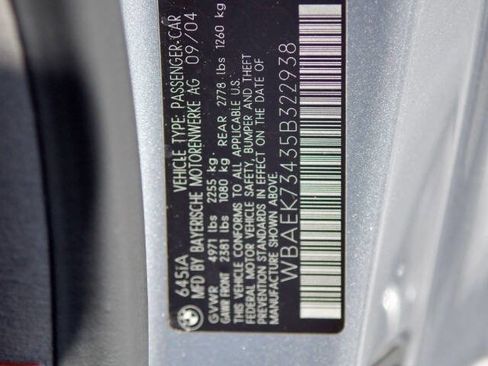 645iA VEHICLE TYPE: PASSENGER-CAR
MFD BY BAYERISCHE MOTORENWERKE AG 09/04
GVWR 4971 lbs 2255 kg
GAWR FRONT 2381 lbs 1080 kg REAR 2778 lbs 1260 kg
THIS VEHICLE CONFORMS TO ALL APPLICABLE U.S.
FEDERAL MOTOR VEHICLE SAFETY, BUMPER AND THEFT
PREVENTION STANDARDS IN EFFECT ON THE DATE OF
MANUFACTURE SHOWN ABOVE.
WBAEK73435B322938